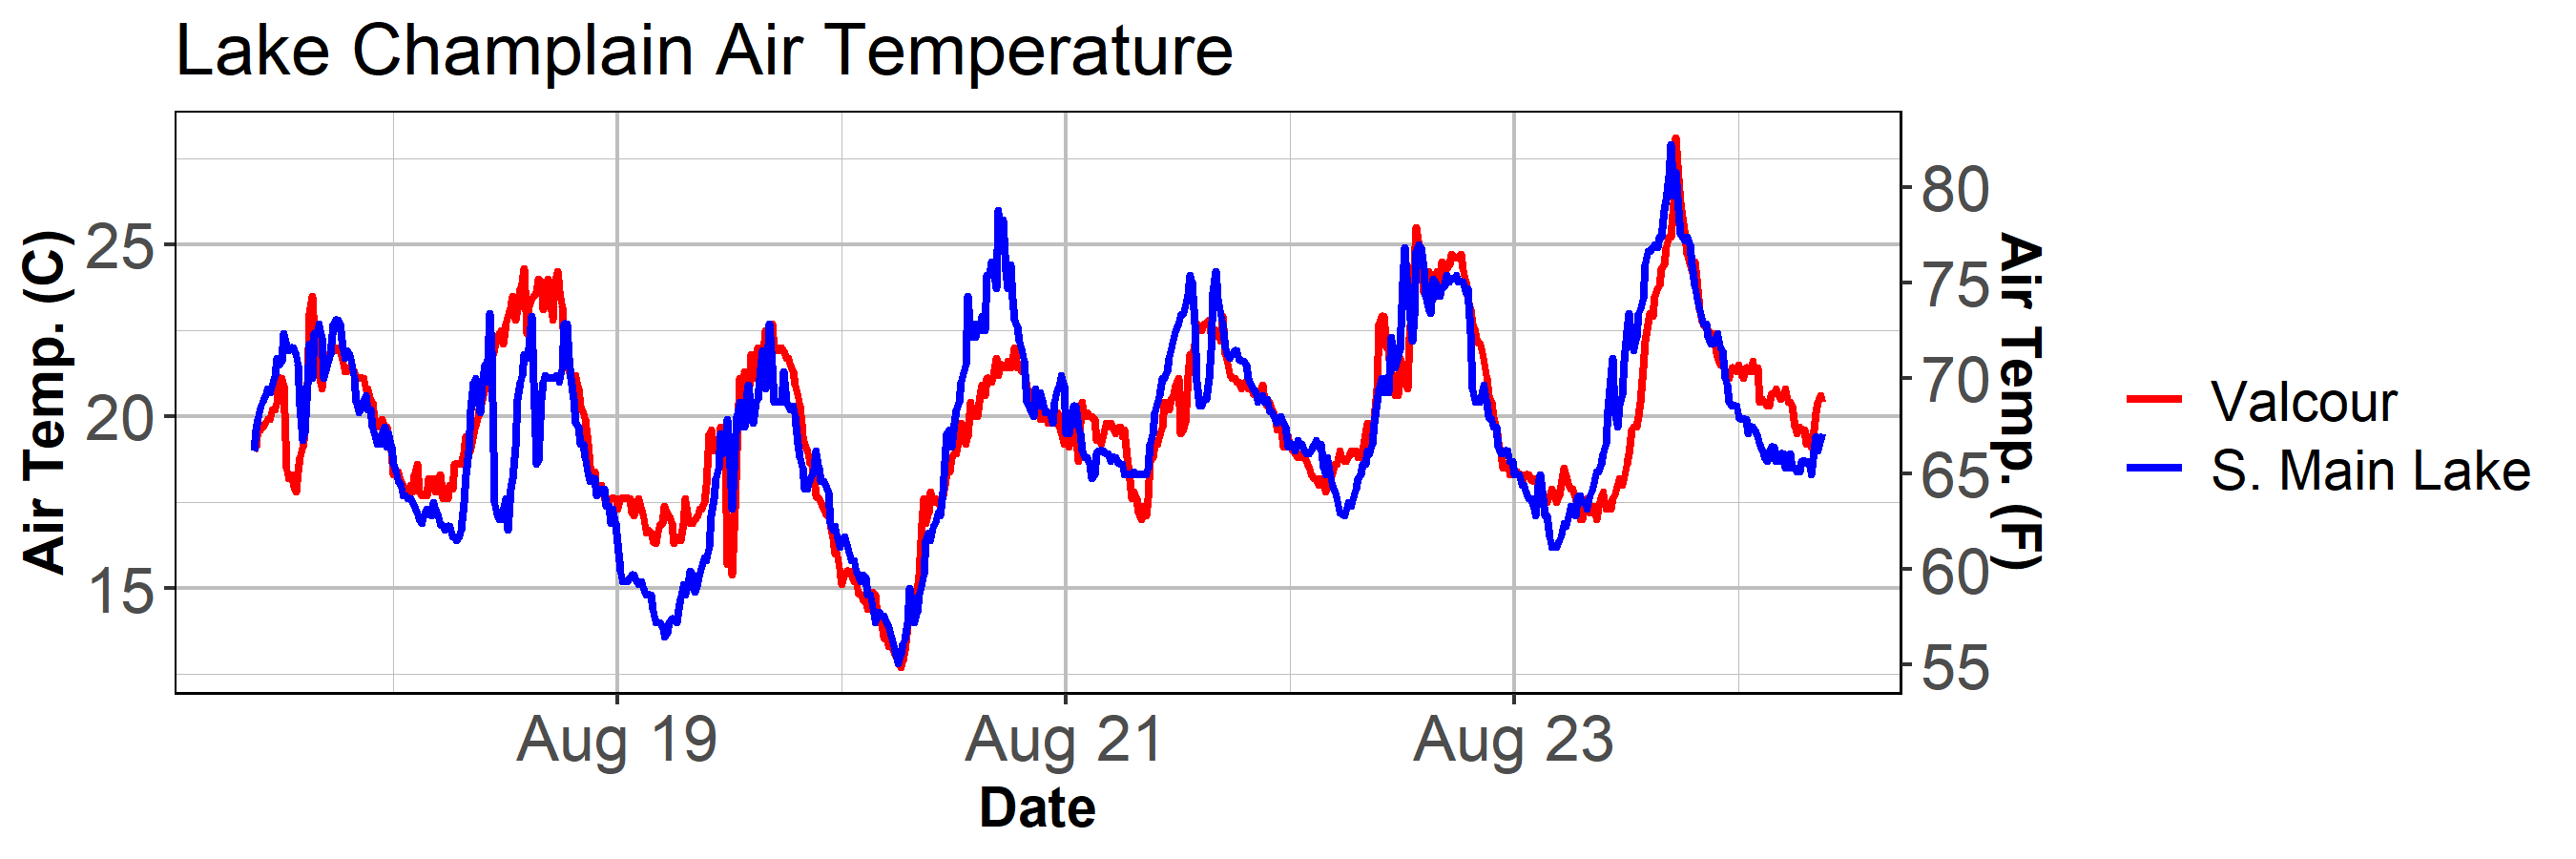 Lake Champlain Air Temperature
Air Temp. (C)
25
20
15
80
75
70
65
60
55
Air Temp. (F)
Aug 19
Aug 21
Aug 23
Date
Valcour
S. Main Lake